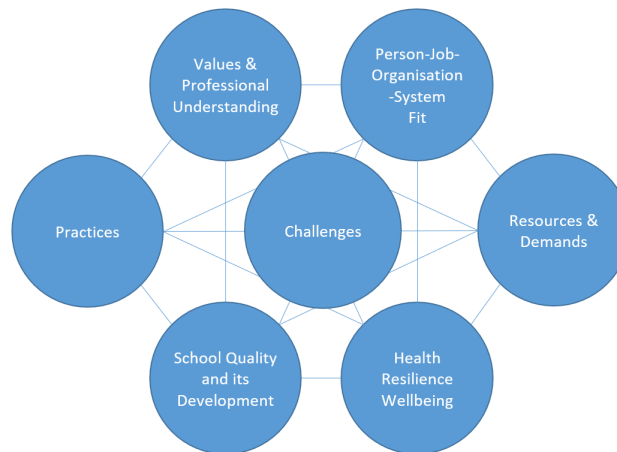 Values &
Professional
Understanding
Person-Job-
Organisation
-System
Fit
Practices
Challenges
Resources &
Demands
School Quality
and its
Development
Health
Resilience
Wellbeing